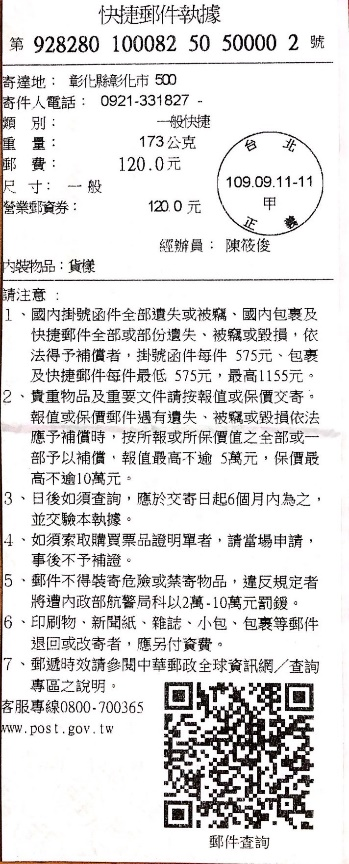 快捷郵件執據
第 928280 100082 50 50000 2 號
寄達地： 彰化縣彰化市 500
寄件人電話： 0921-331827 -
類 別： 一般快捷
重 量： 173公克
郵 費： 120.0元
尺 寸： 一 般
營業郵資券： 120.0 元
台 北
109.09.11-11
甲
正 義
經辦員： 陳筱俊
內裝物品：貨樣
請注意：
1、國內掛號函件全部遺失或被竊、國內包裹及
快捷郵件全部或部份遺失、被竊或毀損，依
法得予補償者，掛號函件每件 575元、包裹
及快捷郵件每件最低 575元，最高1155元。
2、貴重物品及重要文件請按報值或保價交寄。
報值或保價郵件遇有遺失、被竊或毀損依法
應予補償時，按所報或所保價值之全部或一
部予以補償，報值最高不逾 5萬元，保價最
高不逾10萬元。
3、日後如須查詢，應於交寄日起6個月內為之，
並交驗本執據。
4、如須索取購買票品證明單者，請當場申請，
事後不予補證。
5、郵件不得裝寄危險或禁寄物品，違反規定者
將遭內政部航警局科以2萬-10萬元罰鍰。
6、印刷物、新聞紙、雜誌、小包、包裹等郵件
退回或改寄者，應另付資費。
7、郵遞時效請參閱中華郵政全球資訊網／查詢
專區之說明。
客服專線0800-700365
www.post.gov.tw
郵件查詢